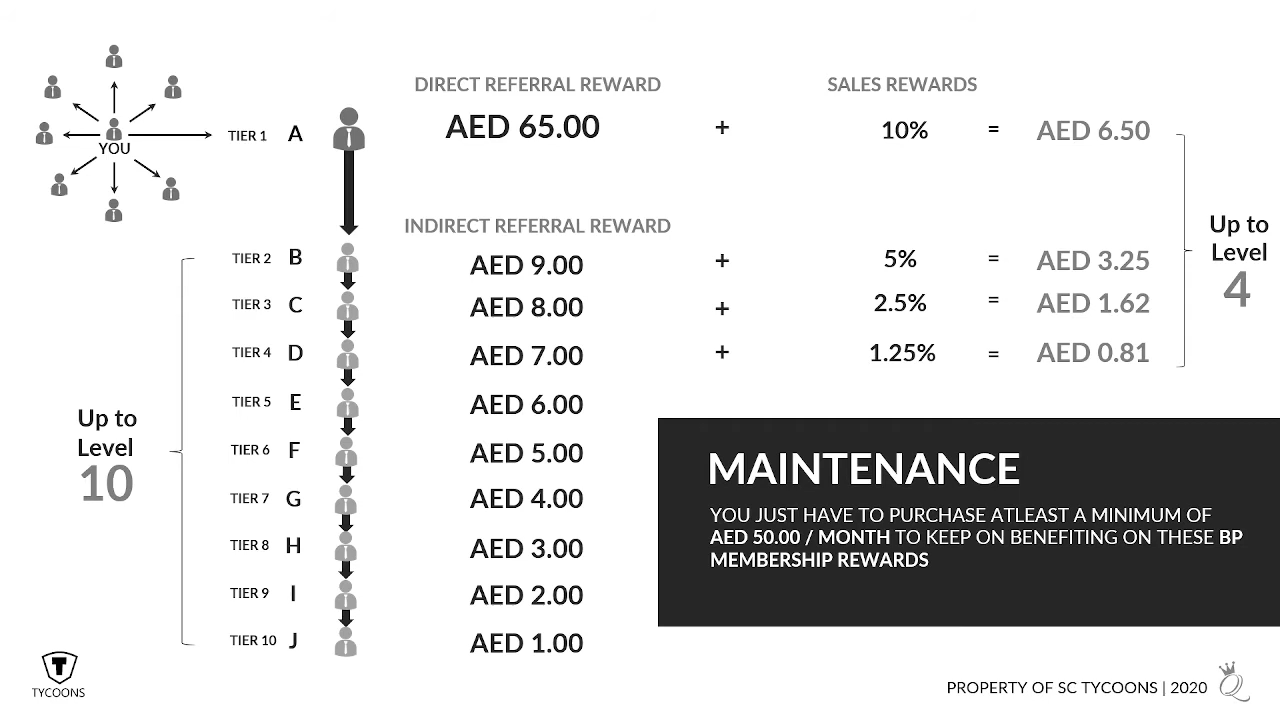 DIRECT REFERRAL REWARD
SALES REWARDS
YOU
TIER 1 A AED 65.00 + 10% = AED 6.50
INDIRECT REFERRAL REWARD
TIER 2 B AED 9.00 + 5% = AED 3.25
TIER 3 C AED 8.00 + 2.5% = AED 1.62
TIER 4 D AED 7.00 + 1.25% = AED 0.81
Up to
Level
4
TIER 5 E AED 6.00
TIER 6 F AED 5.00
TIER 7 G AED 4.00
TIER 8 H AED 3.00
TIER 9 I AED 2.00
TIER 10 J AED 1.00
Up to
Level
10
MAINTENANCE
YOU JUST HAVE TO PURCHASE ATLEAST A MINIMUM OF
AED 50.00 / MONTH TO KEEP ON BENEFITING ON THESE BP
MEMBERSHIP REWARDS
T
TYCOONS
PROPERTY OF SC TYCOONS | 2020
Q